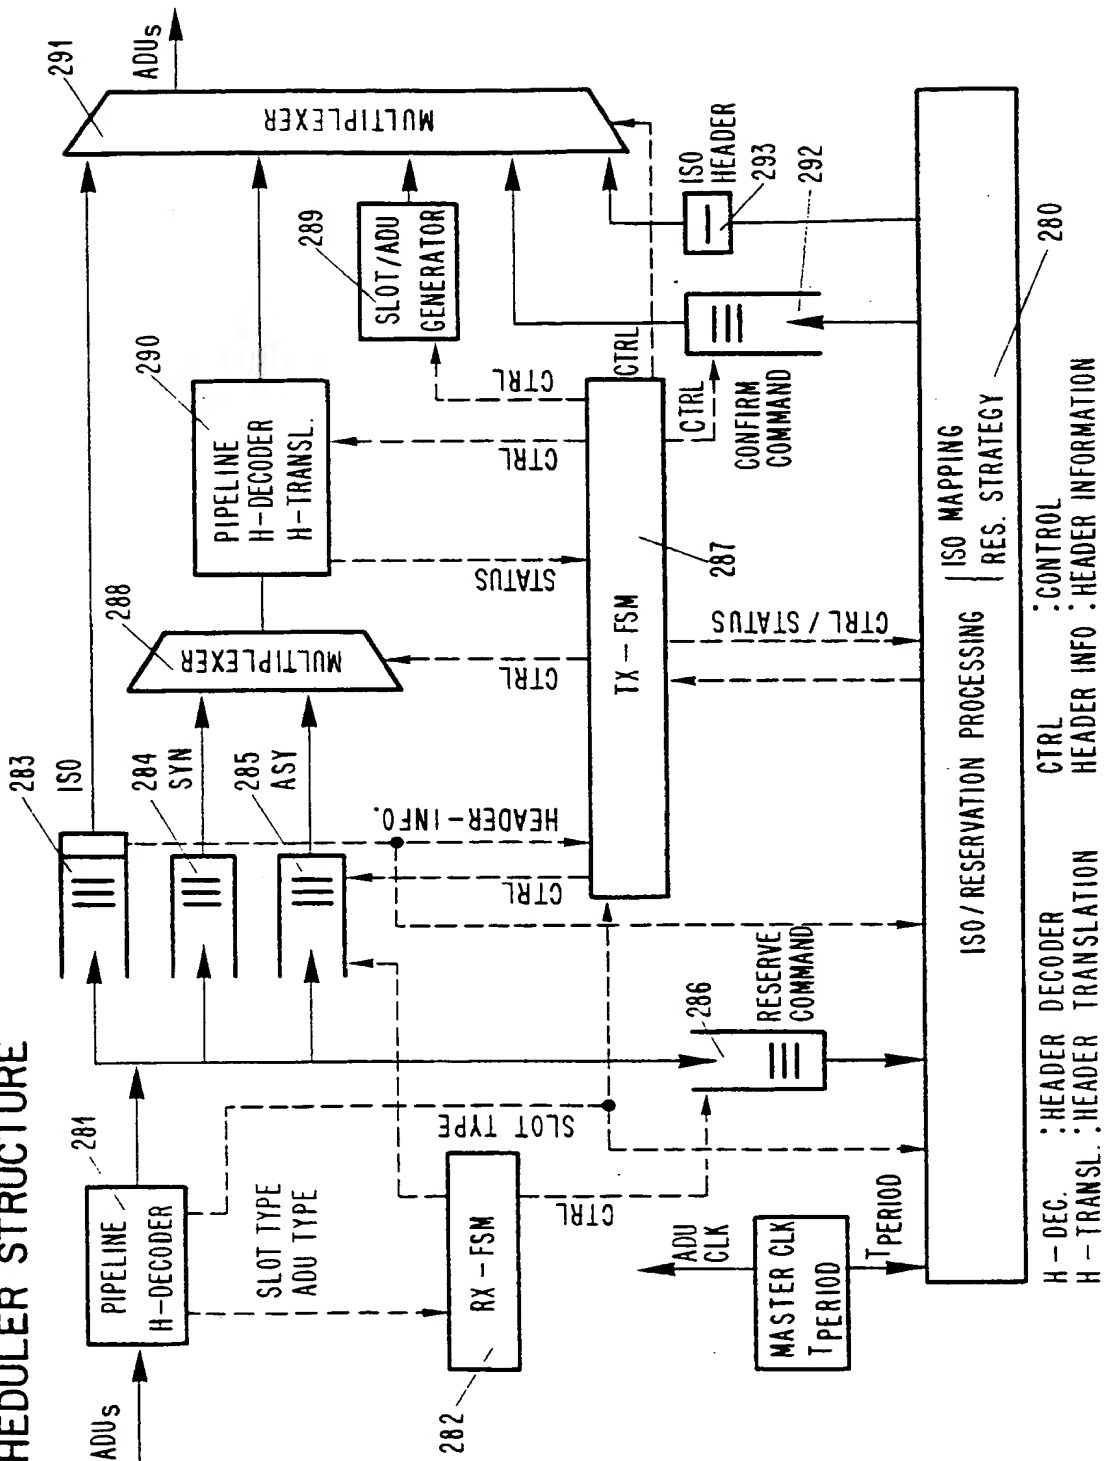 HEDULER STRUCTURE
ADUs
PIPELINE
H-DECODER
281
283
ISO
284
SYN
285
ASY
288
MULTIPLEXER
290
PIPELINE
H-DECODER
H-TRANSL.
289
SLOT/ADU
GENERATOR
291
MULTIPLEXER
ADUs
SLOT TYPE
ADU TYPE
SLOT TYPE
HEADER-INFO.
CTRL
CTRL
STATUS
CTRL
CTRL
CTRL
282
RX-FSM
CTRL
TX-FSM
287
CTRL
CTRL / STATUS
286
RESERVE
COMMAND
CONFIRM
COMMAND
292
ISO
HEADER
293
ADU
CLK
MASTER CLK
TPERIOD
TPERIOD
ISO/RESERVATION PROCESSING
ISO MAPPING
RES. STRATEGY
280
H-DEC. :HEADER DECODER
H-TRANSL.:HEADER TRANSLATION
CTRL :CONTROL
HEADER INFO :HEADER INFORMATION